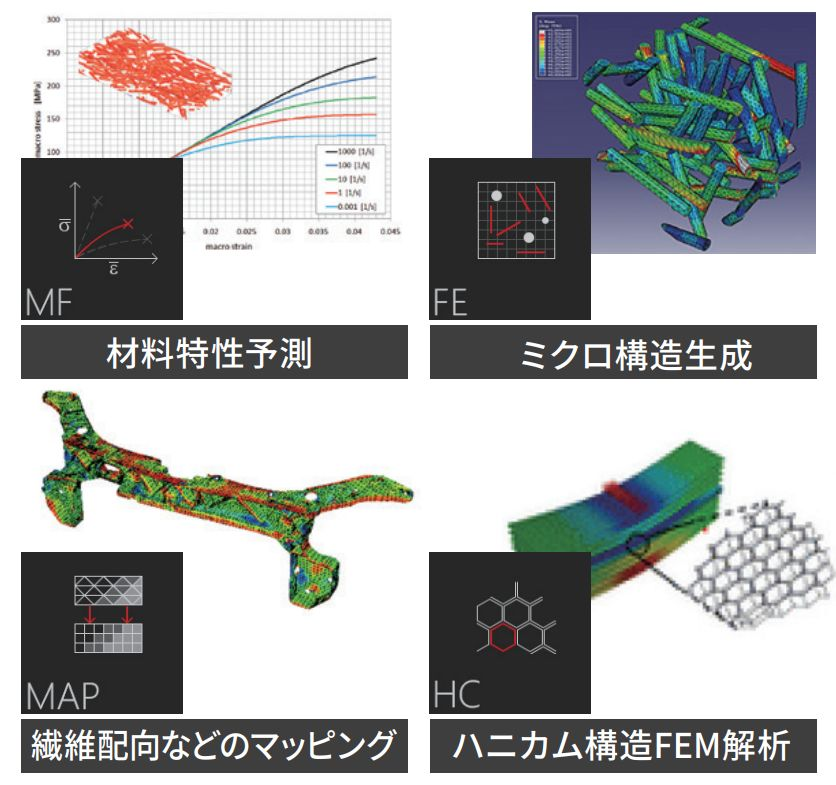 300
250
200
150
100
macro stress [MPa]
1000 [1/s]
100 [1/s]
10 [1/s]
1 [1/s]
0.001 [1/s]
0.02
0.025
0.03
0.035
0.04
0.045
macro strain
σ̅
ε̅
MF
材料特性予測
FE
ミクロ構造生成
MAP
繊維配向などのマッピング
HC
ハニカム構造FEM解析